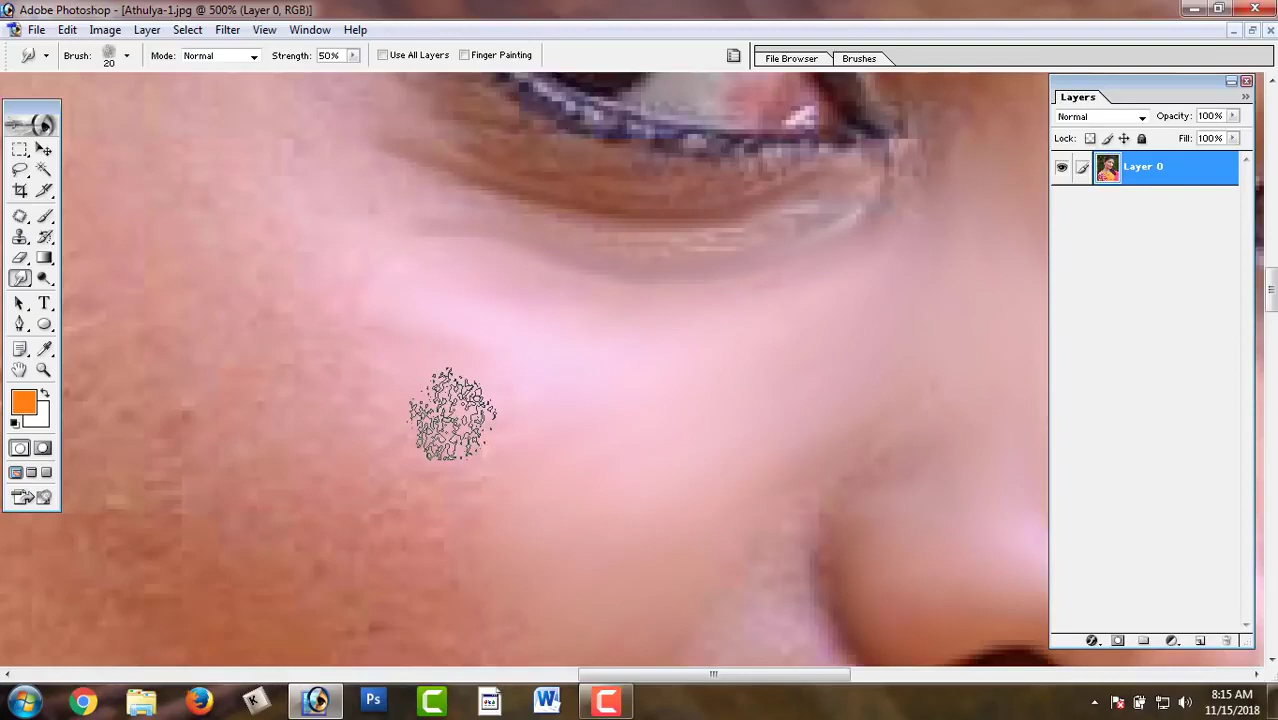 Adobe Photoshop - [Athulya-1.jpg @ 500% (Layer 0, RGB)]
File Edit Image Layer Select Filter View Window Help
Brush: 20 Mode: Normal Strength: 50% Use All Layers Finger Painting File Browser Brushes
Layers
Normal Opacity: 100%
Lock: Fill: 100%
Layer 0
T
K Ps C W C
8:15 AM
11/15/2018